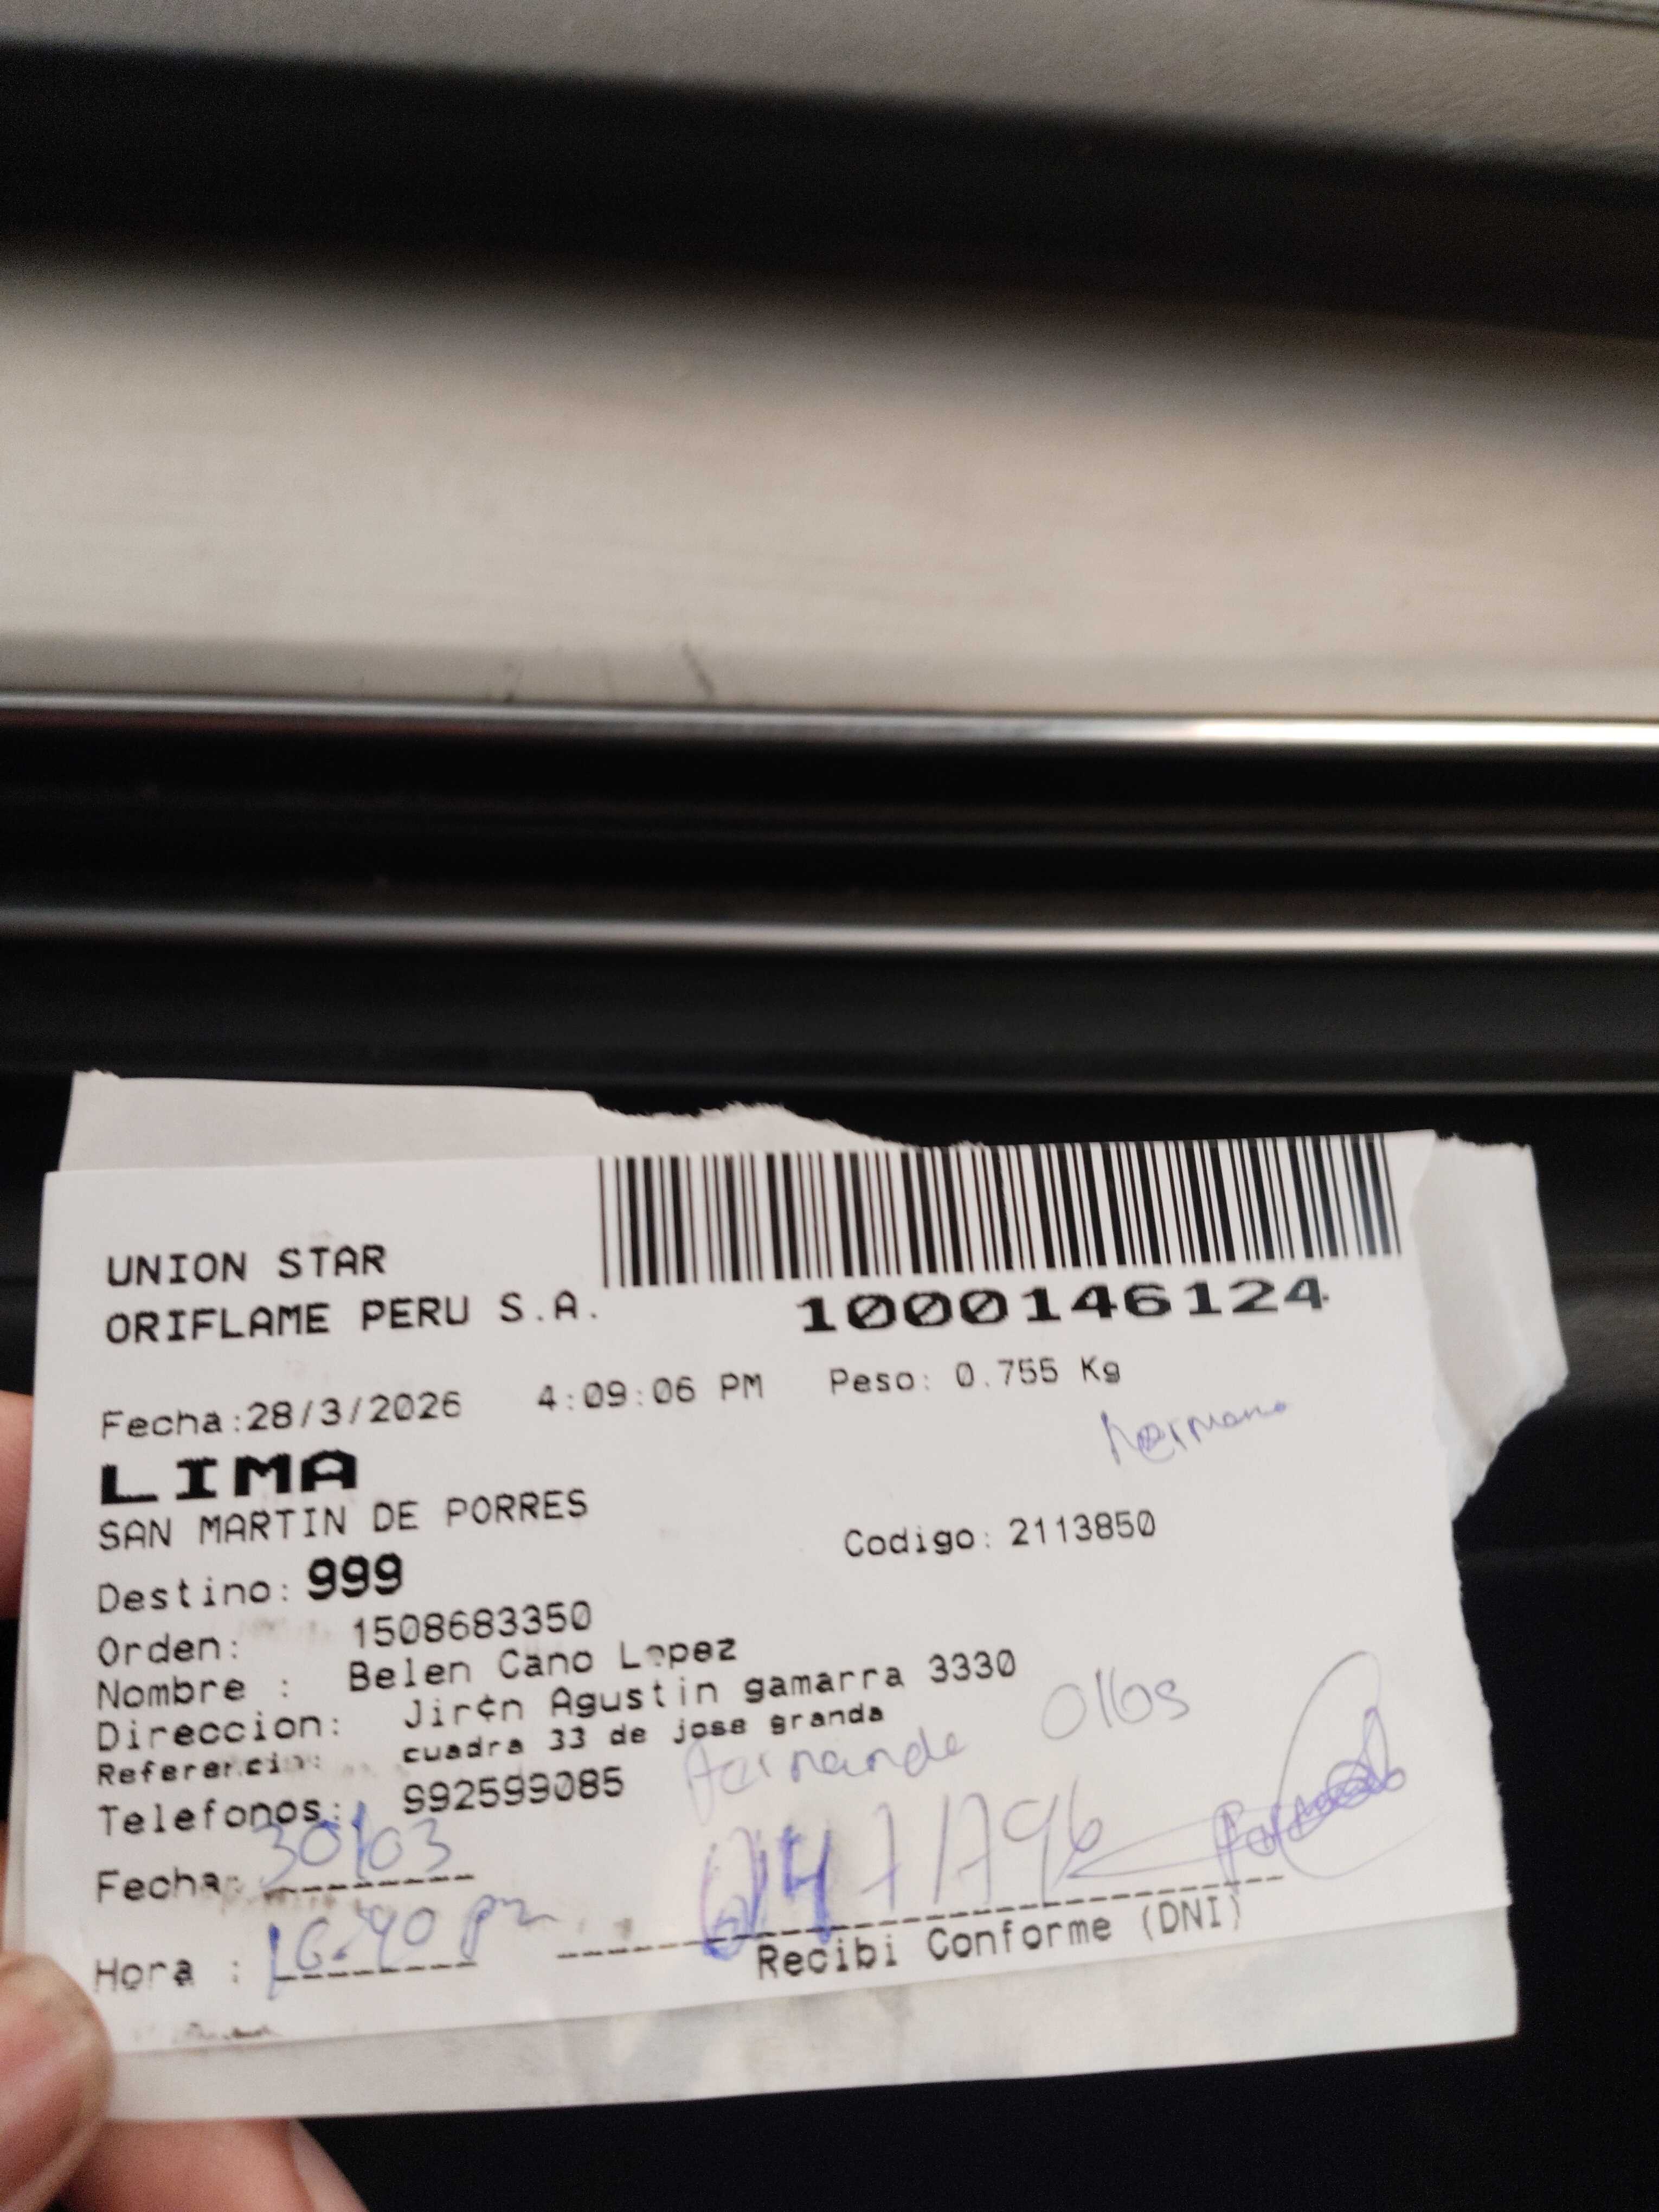 UNION STAR
ORIFLAME PERU S.A.
1000146124
Fecha:28/3/2026 4:09:06 PM Peso: 0.755 Kg
hermano
LIMA
SAN MARTIN DE PORRES
Codigo: 2113850
Destino: 999
Orden: 1508683350
Nombre : Belen Cano Lopez
Direccion: Jir¢n Agustin gamarra 3330
Referencia: cuadra 33 de jose granda
Telefonos: 992599085
Fecha: 30/03
Hora : 16:40 pm
Recibi Conforme (DNI)